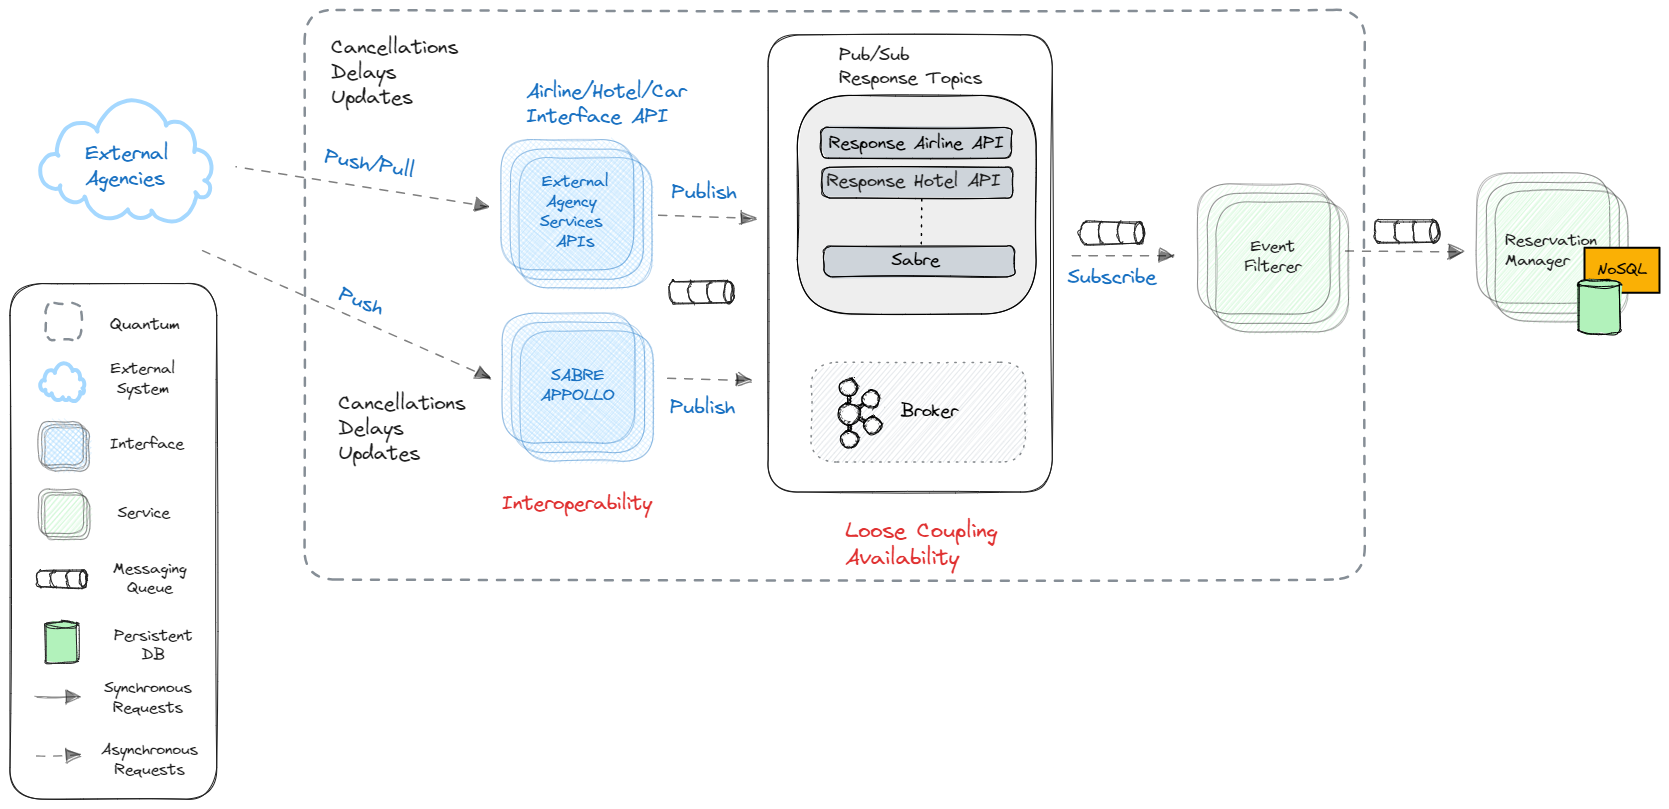 Cancellations
Delays
Updates
Airline/Hotel/Car
Interface API
Pub/Sub
Response Topics
External
Agencies
Push/Pull
External
Agency
Services
APIs
Publish
Response Airline API
Response Hotel API
Sabre
Subscribe
Event
Filterer
Reservation
Manager
NoSQL
Push
SABRE
APPOLLO
Publish
Cancellations
Delays
Updates
Broker
Interoperability
Loose Coupling
Availability
Quantum
External
System
Interface
Service
Messaging
Queue
Persistent
DB
Synchronous
Requests
Asynchronous
Requests